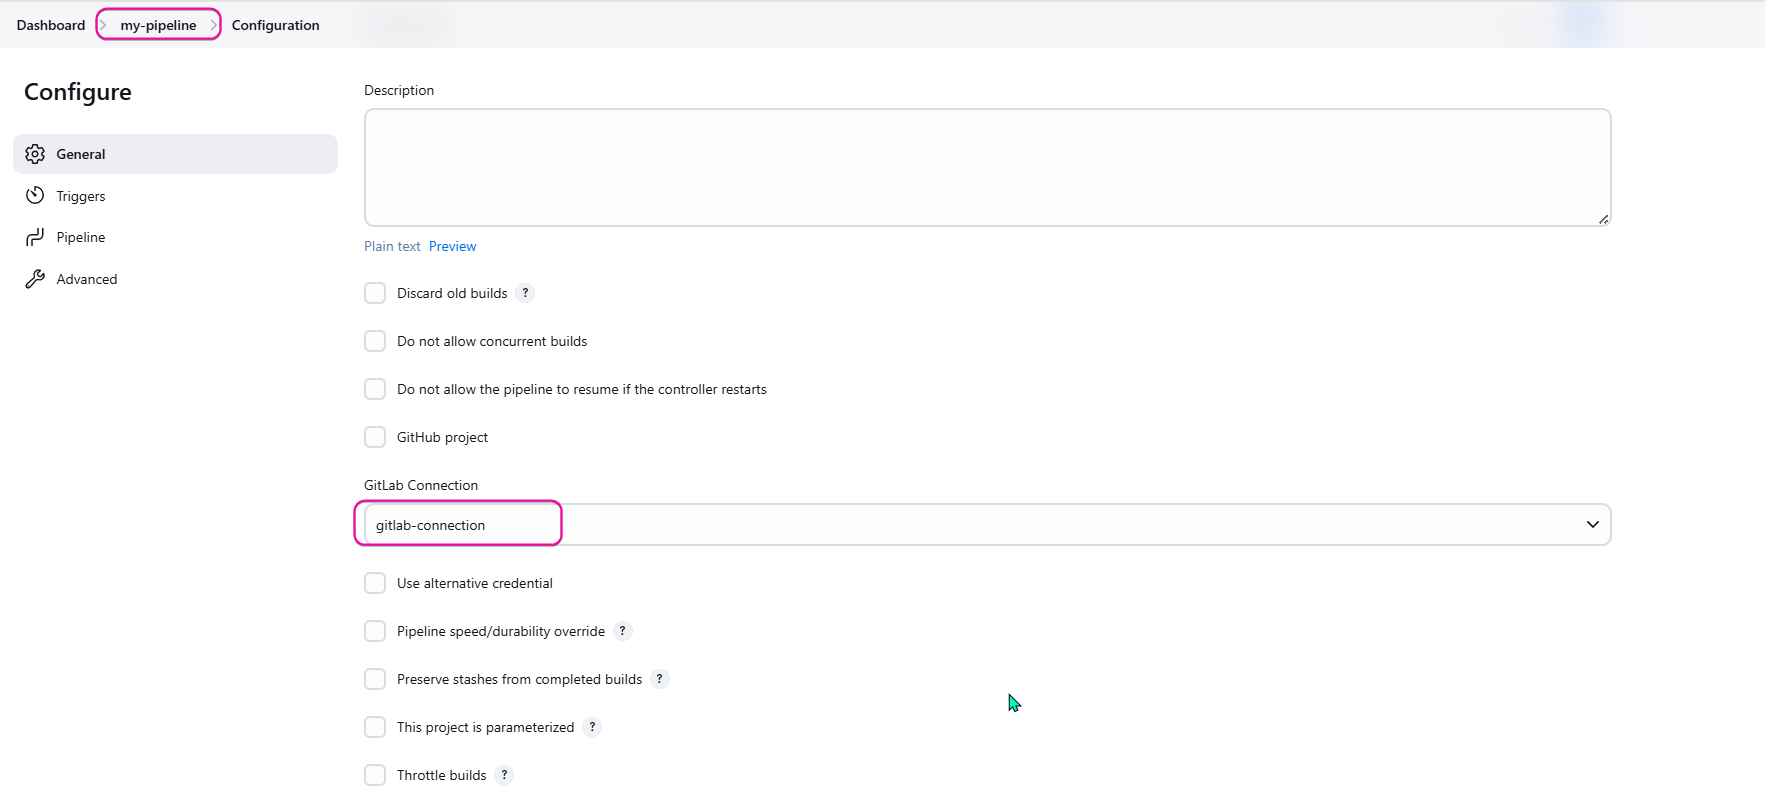 Dashboard > my-pipeline > Configuration
Configure
General
Triggers
Pipeline
Advanced
Description
Plain text Preview
Discard old builds ?
Do not allow concurrent builds
Do not allow the pipeline to resume if the controller restarts
GitHub project
GitLab Connection
gitlab-connection
Use alternative credential
Pipeline speed/durability override ?
Preserve stashes from completed builds ?
This project is parameterized ?
Throttle builds ?